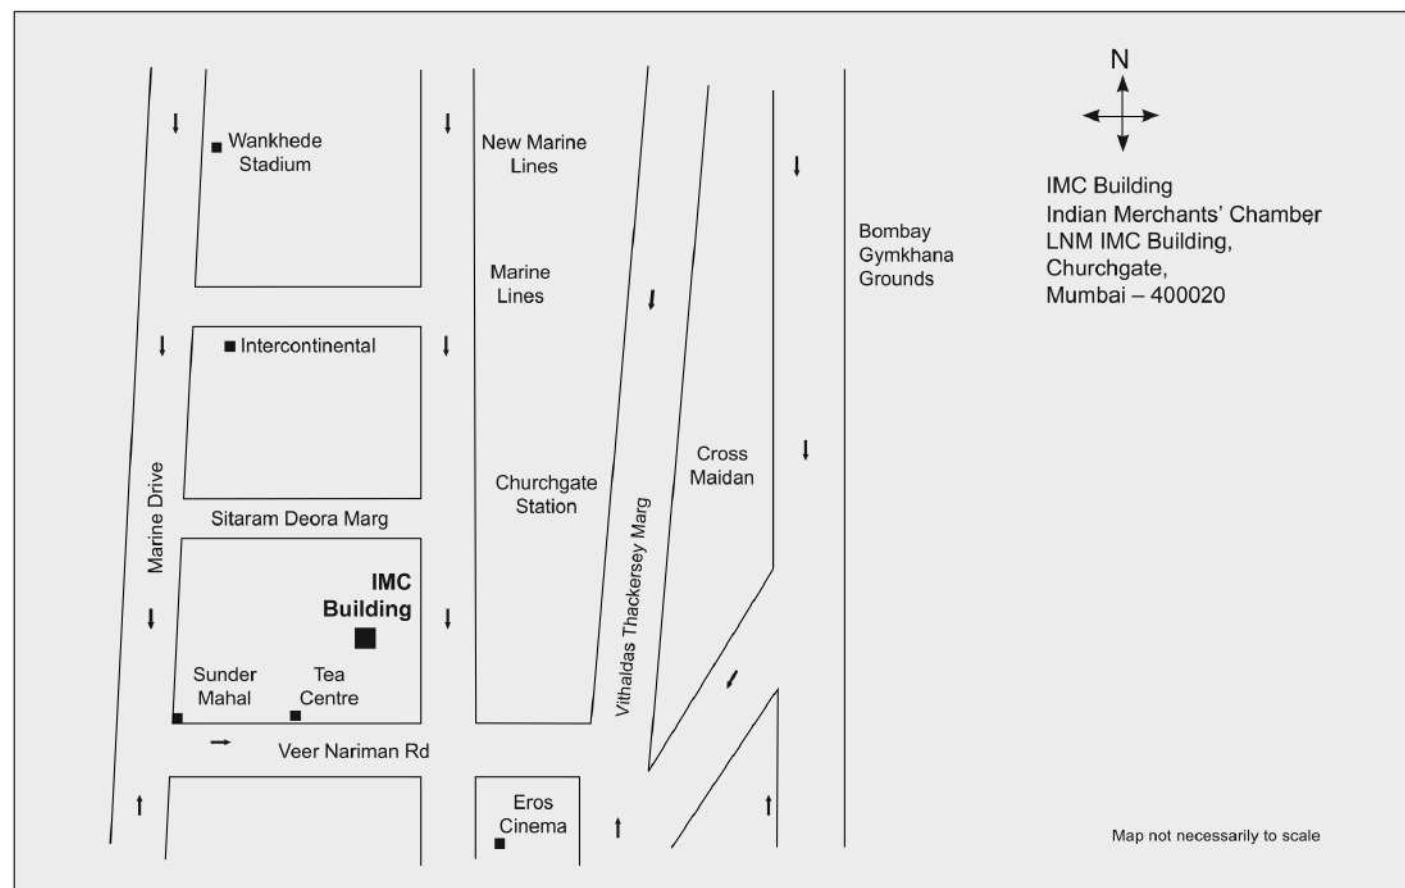 N
Wankhede
Stadium
New Marine
Lines
IMC Building
Indian Merchants’ Chamber,
LNM IMC Building,
Churchgate,
Mumbai – 400020
Bombay
Gymkhana
Grounds
Marine
Lines
Intercontinental
Cross
Maidan
Churchgate
Station
Marine Drive
Sitaram Deora Marg
Vithaldas Thackersey Marg
IMC
Building
Sunder
Mahal
Tea
Centre
Veer Nariman Rd
Eros
Cinema
Map not necessarily to scale